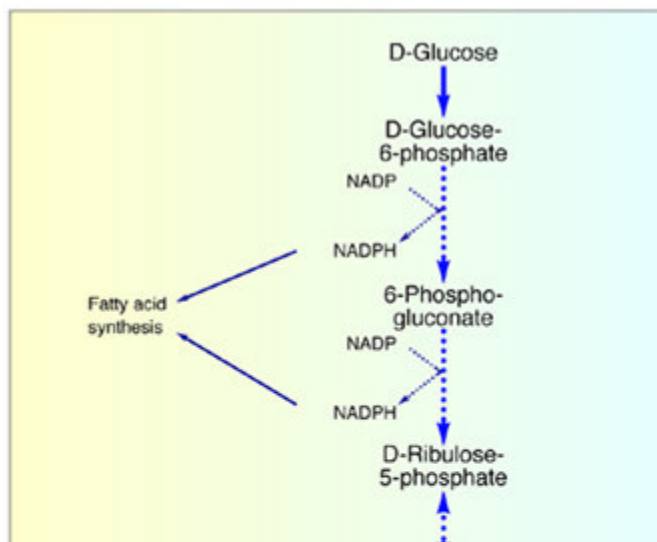 D-Glucose
D-Glucose-
6-phosphate
NADP
NADPH
Fatty acid
synthesis
6-Phospho-
gluconate
NADP
NADPH
D-Ribulose-
5-phosphate